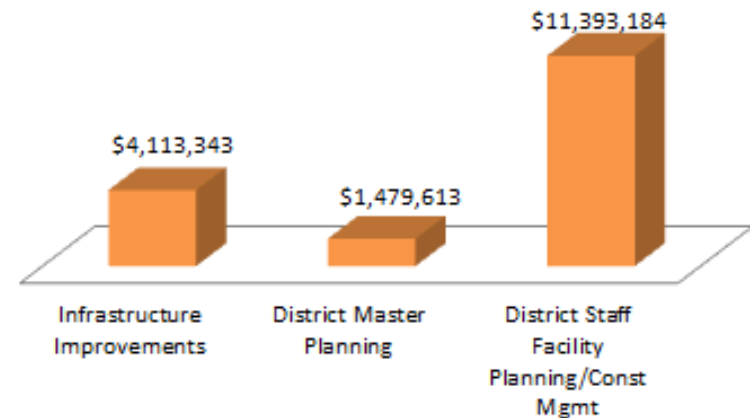 $11,393,184
$4,113,343
$1,479,613
Infrastructure
Improvements
District Master
Planning
District Staff
Facility
Planning/Const
Mgmt